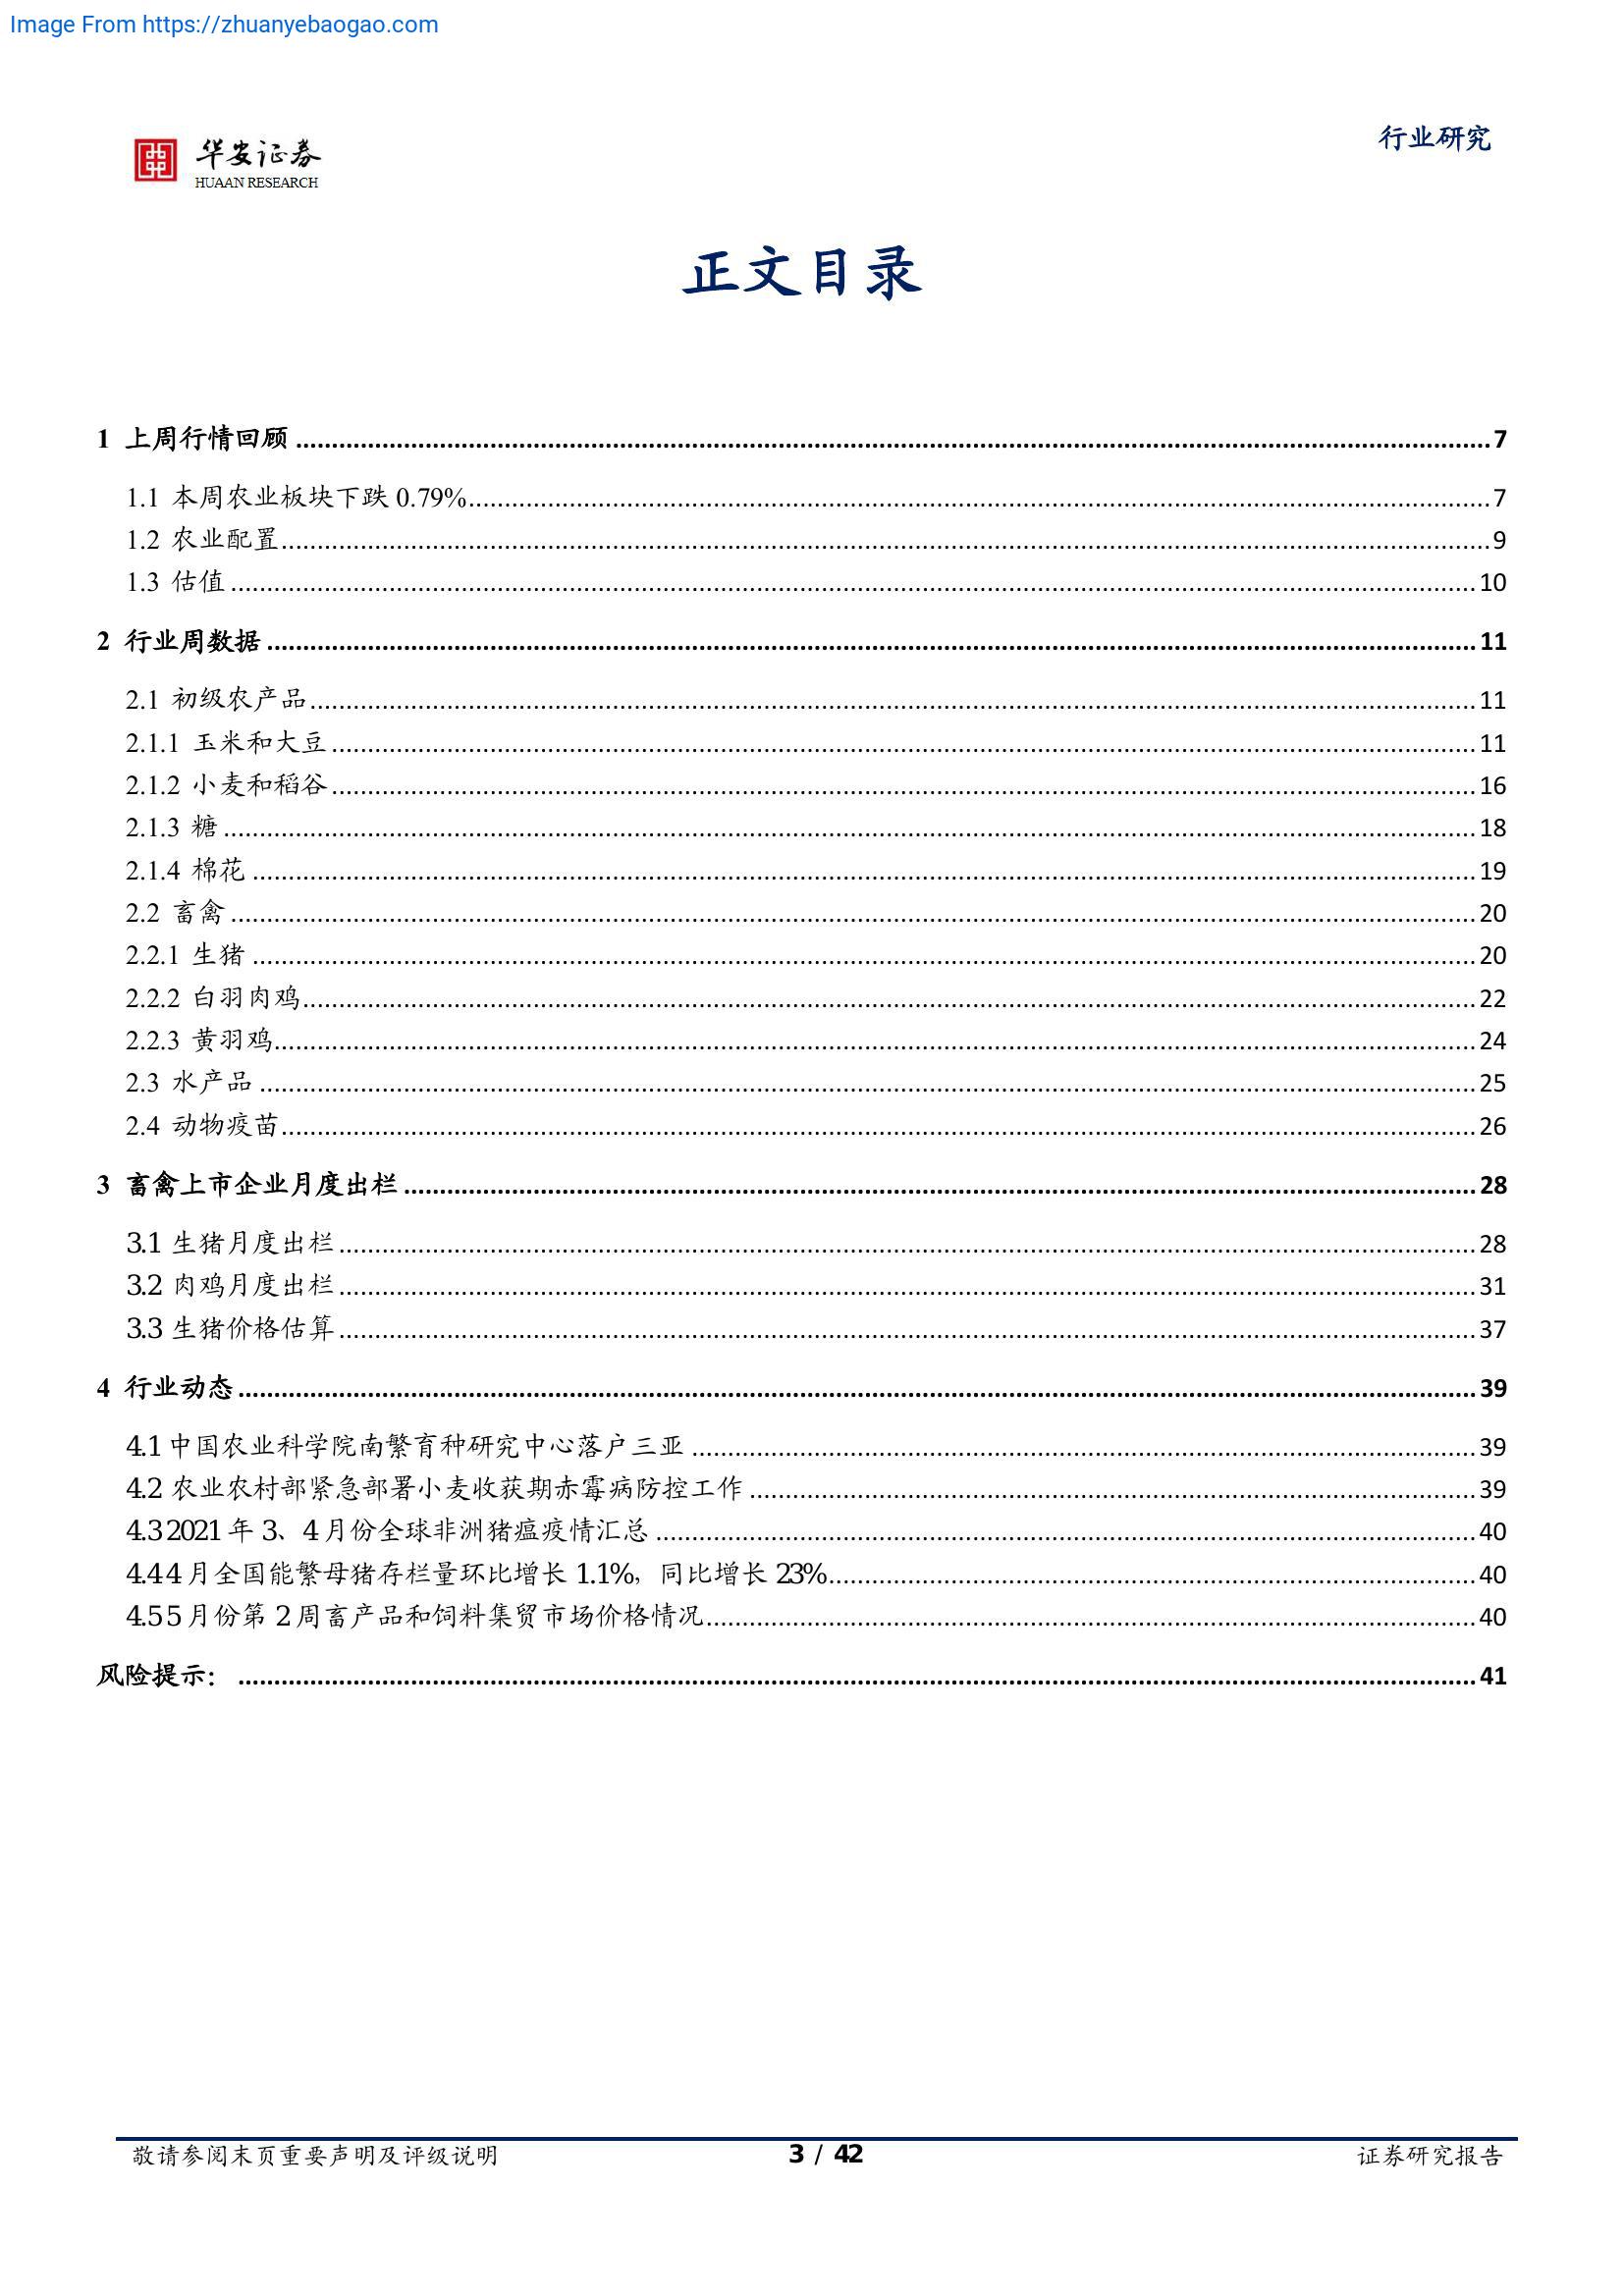 Image From https://zhuanyebaogao.com
华安证券
HUAAN RESEARCH
行业研究
正文目录
1 上周行情回顾 7
1.1 本周农业板块下跌 0.79% 7
1.2 农业配置 9
1.3 估值 10
2 行业周数据 11
2.1 初级农产品 11
2.1.1 玉米和大豆 11
2.1.2 小麦和稻谷 16
2.1.3 糖 18
2.1.4 棉花 19
2.2 畜禽 20
2.2.1 生猪 20
2.2.2 白羽肉鸡 22
2.2.3 黄羽鸡 24
2.3 水产品 25
2.4 动物疫苗 26
3 畜禽上市企业月度出栏 28
3.1 生猪月度出栏 28
3.2 肉鸡月度出栏 31
3.3 生猪价格估算 37
4 行业动态 39
4.1 中国农业科学院南繁育种研究中心落户三亚 39
4.2 农业农村部紧急部署小麦收获期赤霉病防控工作 39
4.3 2021 年 3、4 月份全球非洲猪瘟疫情汇总 40
4.4 4 月全国能繁母猪存栏量环比增长 1.1%，同比增长 23% 40
4.5 5 月份第 2 周畜产品和饲料集贸市场价格情况 40
风险提示： 41
敬请参阅末页重要声明及评级说明
3 / 42
证券研究报告